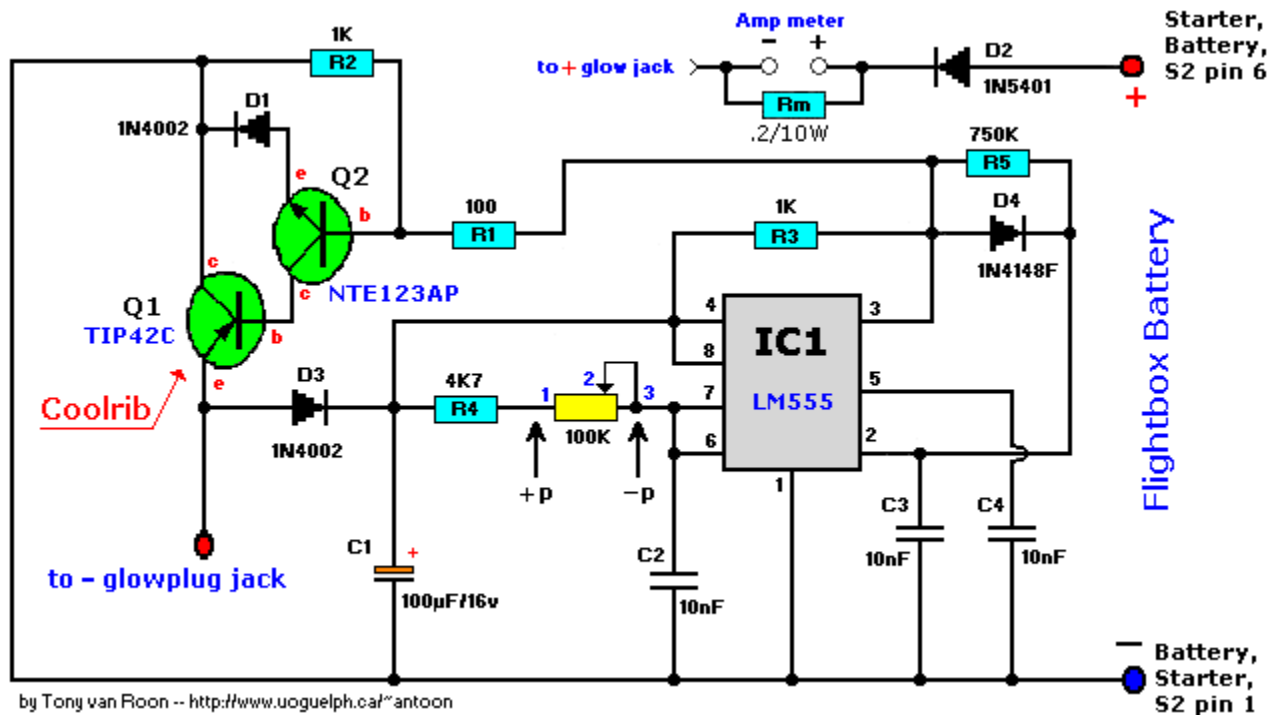 Amp meter
- +
to + glow jack
Rm
.2/10W
D2
1N5401
Starter,
Battery,
S2 pin 6
+
1K
R2
D1
1N4002
e
Q2
b
c
NTE123AP
100
R1
1K
R3
750K
R5
D4
1N4148F
Flightbox Battery
c
Q1
TIP42C
b
e
Coolrib
D3
1N4002
4K7
R4
1
2
3
100K
+p
-p
4
8
7
6
3
5
2
1
IC1
LM555
to - glowplug jack
C1
+
100µF/16v
C2
10nF
C3
10nF
C4
10nF
−
Battery,
Starter,
S2 pin 1
by Tony van Roon -- http://www.uoguelph.ca/~antoon